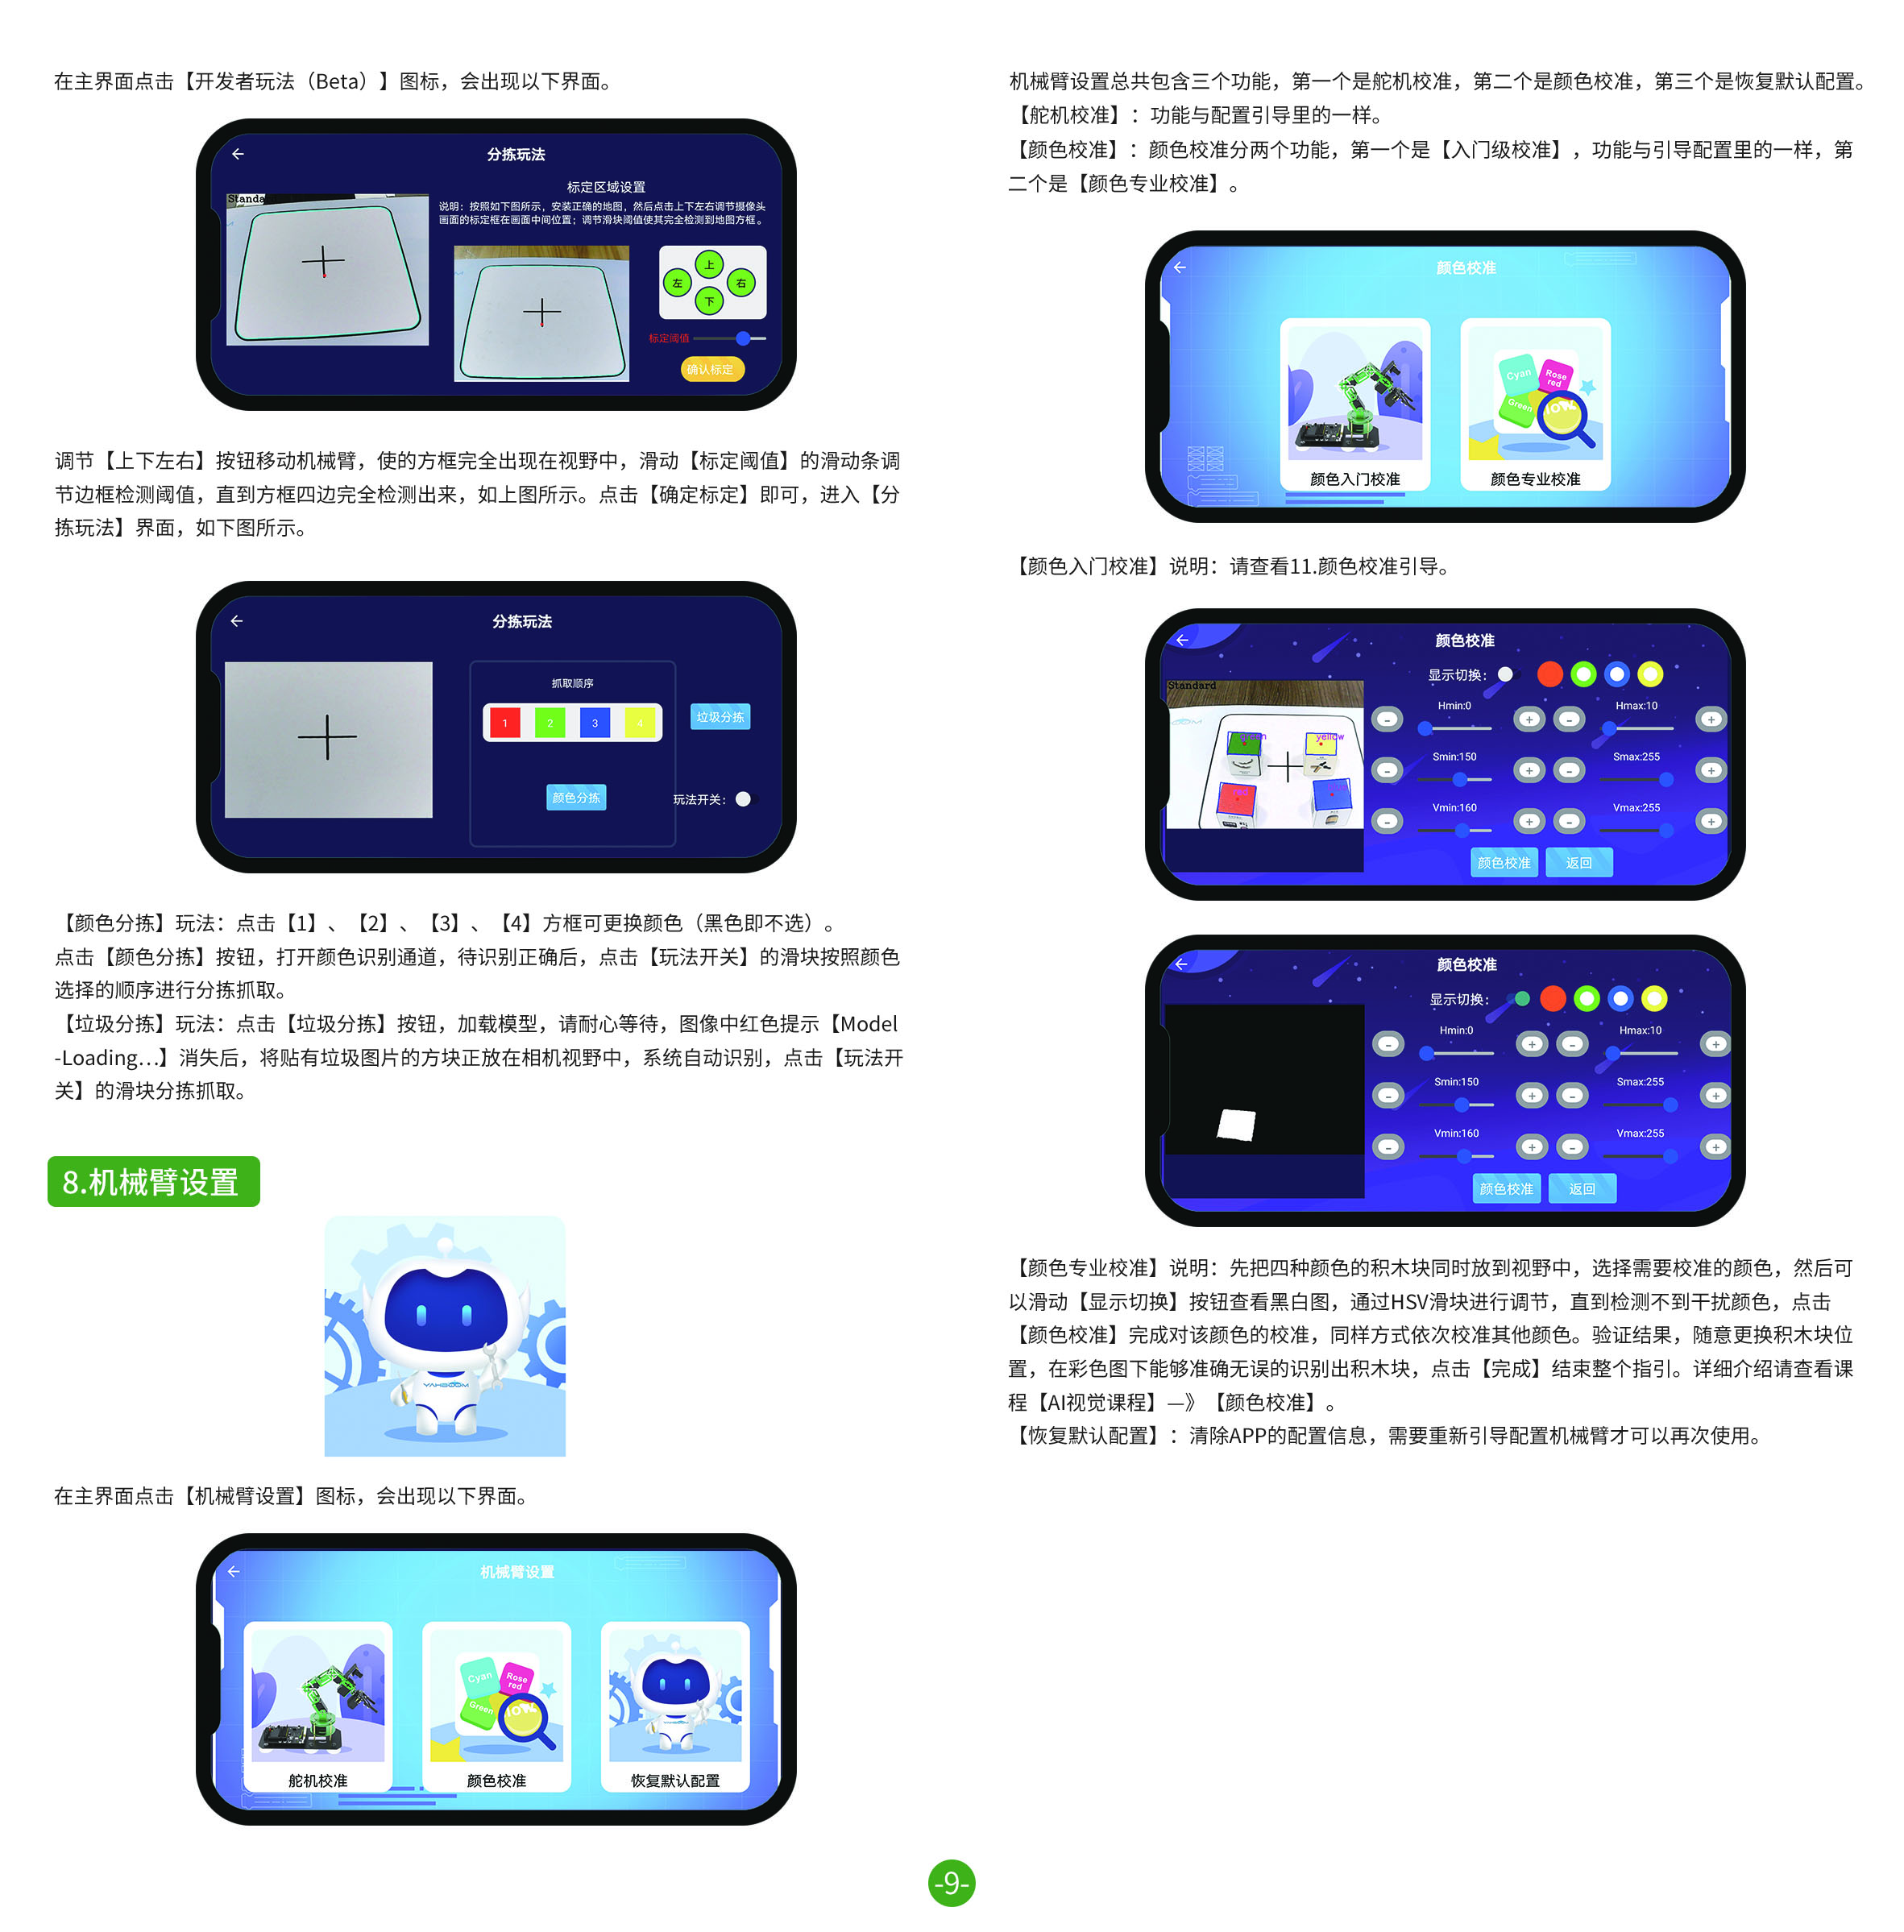 在主界面点击【开发者玩法（Beta）】图标，会出现以下界面。
分拣玩法
Standa
标定区域设置
说明：按照如下图所示，安装正确的地图，然后点击上下左右调节摄像头
画面的标定框在画面中间位置；调节滑块阈值使其完全检测到地图方框。
上
左
右
下
标定阈值
确认标定
调节【上下左右】按钮移动机械臂，使的方框完全出现在视野中，滑动【标定阈值】的滑动条调
节边框检测阈值，直到方框四边完全检测出来，如上图所示。点击【确定标定】即可，进入【分
拣玩法】界面，如下图所示。
分拣玩法
抓取顺序
1 2 3 4
垃圾分拣
颜色分拣
玩法开关：
【颜色分拣】玩法：点击【1】、【2】、【3】、【4】方框可更换颜色（黑色即不选）。
点击【颜色分拣】按钮，打开颜色识别通道，待识别正确后，点击【玩法开关】的滑块按照颜色
选择的顺序进行分拣抓取。
【垃圾分拣】玩法：点击【垃圾分拣】按钮，加载模型，请耐心等待，图像中红色提示【Model
-Loading...】消失后，将贴有垃圾图片的方块正放在相机视野中，系统自动识别，点击【玩法开
关】的滑块分拣抓取。
8.机械臂设置
YAHBOOM
在主界面点击【机械臂设置】图标，会出现以下界面。
机械臂设置
Cyan
Rose
red
Green
舵机校准
颜色校准
恢复默认配置
机械臂设置总共包含三个功能，第一个是舵机校准，第二个是颜色校准，第三个是恢复默认配置。
【舵机校准】：功能与配置引导里的一样。
【颜色校准】：颜色校准分两个功能，第一个是【入门级校准】，功能与引导配置里的一样，第
二个是【颜色专业校准】。
颜色校准
Cyan
Rose
red
Green
颜色入门校准
颜色专业校准
【颜色入门校准】说明：请查看11.颜色校准引导。
颜色校准
显示切换：
Standard
yellow
Hmin:0
Hmax:10
- + - +
Smin:150
Smax:255
- + - +
Vmin:160
Vmax:255
- + - +
颜色校准
返回
颜色校准
显示切换：
Hmin:0
Hmax:10
- + - +
Smin:150
Smax:255
- + - +
Vmin:160
Vmax:255
- + - +
颜色校准
返回
【颜色专业校准】说明：先把四种颜色的积木块同时放到视野中，选择需要校准的颜色，然后可
以滑动【显示切换】按钮查看黑白图，通过HSV滑块进行调节，直到检测不到干扰颜色，点击
【颜色校准】完成对该颜色的校准，同样方式依次校准其他颜色。验证结果，随意更换积木块位
置，在彩色图下能够准确无误的识别出积木块，点击【完成】结束整个指引。详细介绍请查看课
程【AI视觉课程】—》【颜色校准】。
【恢复默认配置】：清除APP的配置信息，需要重新引导配置机械臂才可以再次使用。
-9-